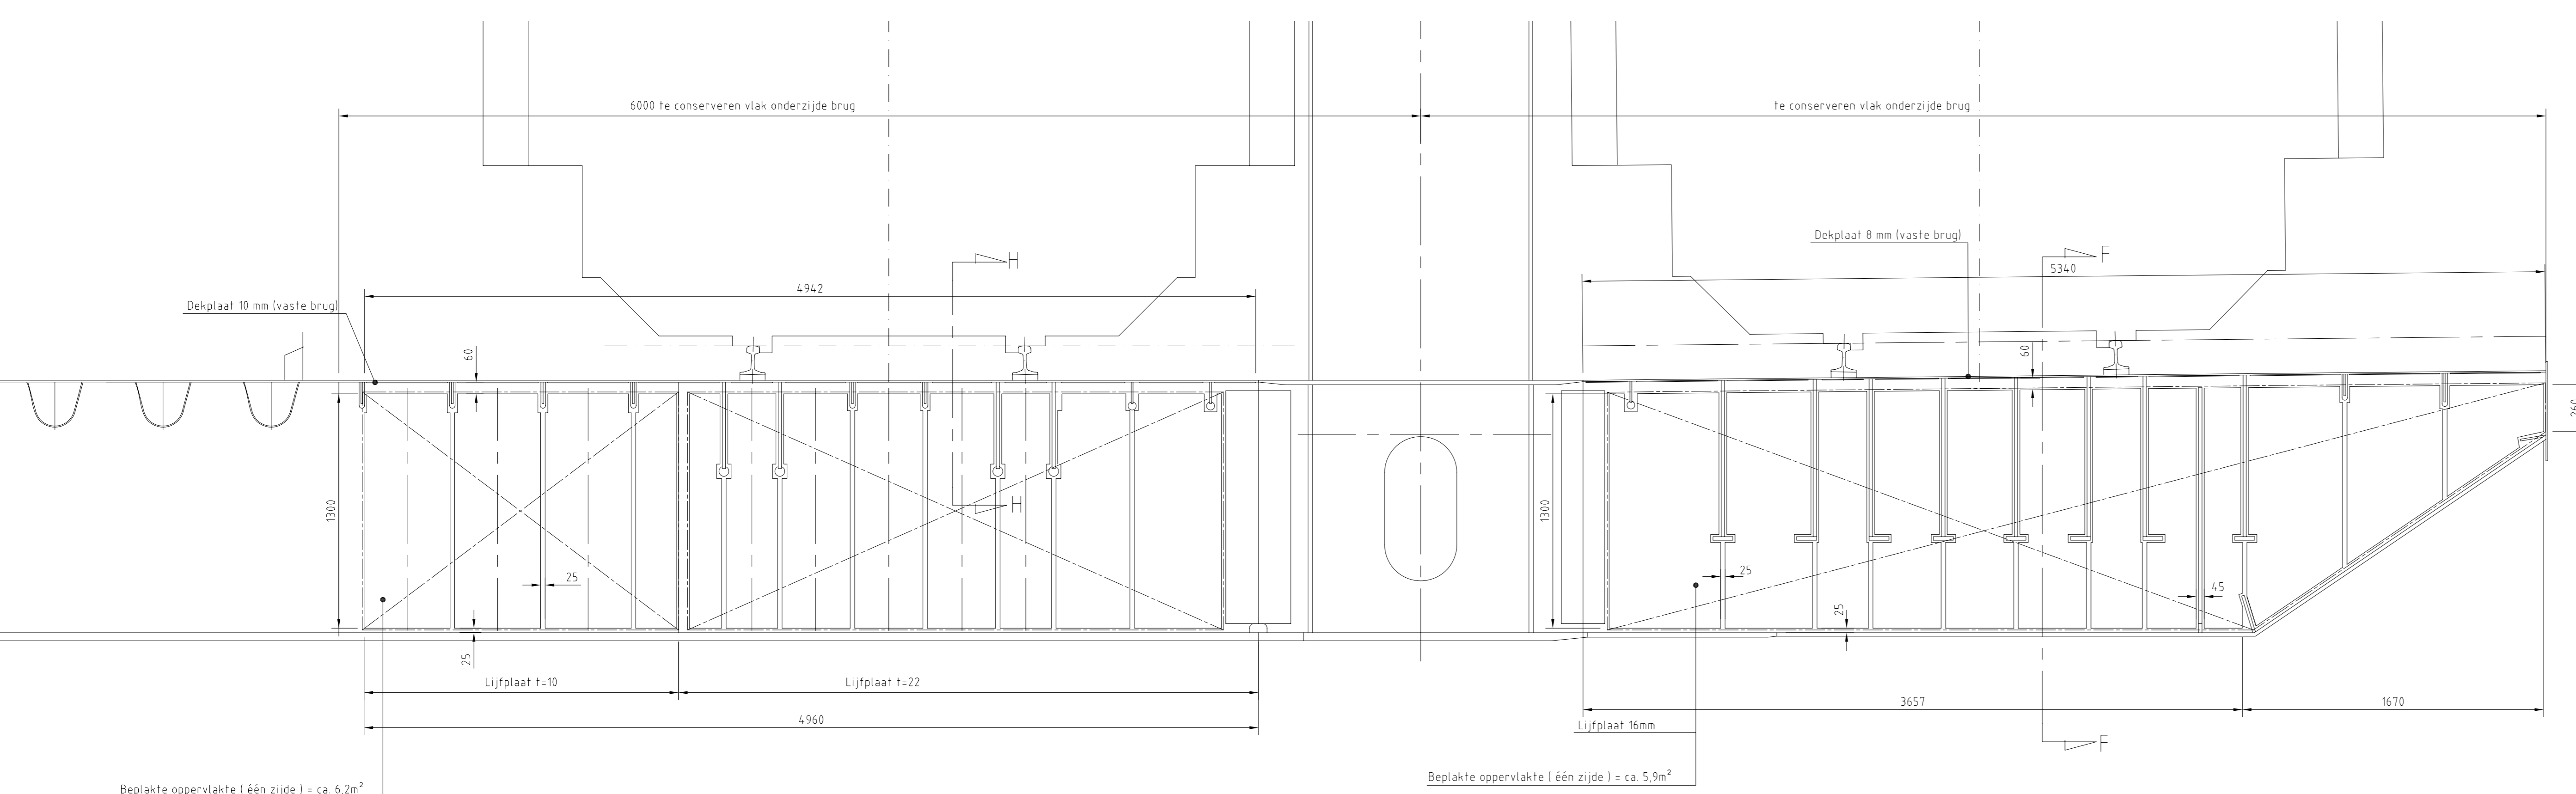 6000 te conserveren vlak onderzijde brug
te conserveren vlak onderzijde brug
Dekplaat 8 mm (vaste brug)
H
F
5340
4942
Dekplaat 10 mm (vaste brug)
60
60
260
1300
H
1300
25
25
45
25
25
Lijfplaat t=10
Lijfplaat t=22
3657
1670
4960
Lijfplaat 16mm
F
Beplakte oppervlakte ( één zijde ) = ca. 5,9m²
Beplakte oppervlakte ( één zijde ) = ca. 6,2m²